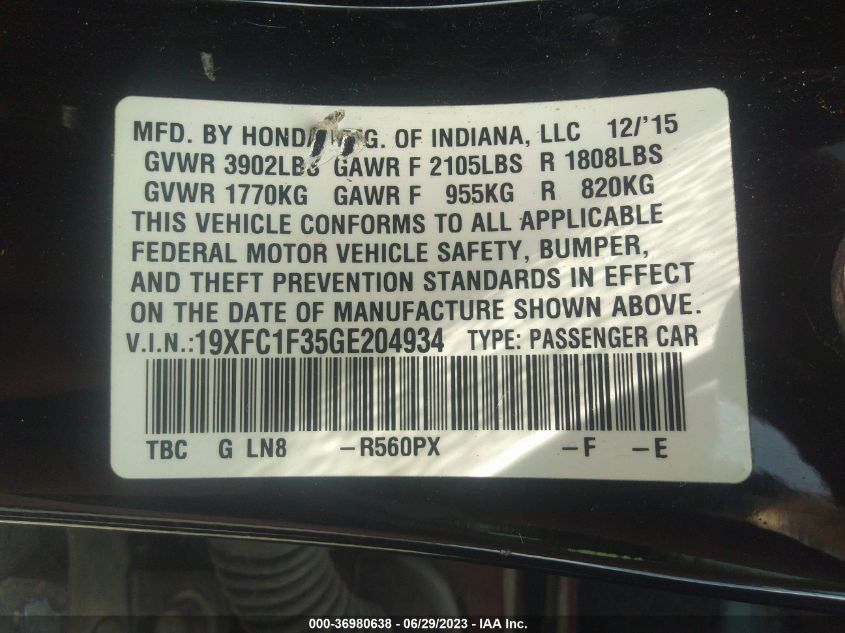 MFD. BY HONDA OF INDIANA, LLC 12/'15
GVWR 3902LBS GAWR F 2105LBS R 1808LBS
GVWR 1770KG GAWR F 955KG R 820KG
THIS VEHICLE CONFORMS TO ALL APPLICABLE
FEDERAL MOTOR VEHICLE SAFETY, BUMPER,
AND THEFT PREVENTION STANDARDS IN EFFECT
ON THE DATE OF MANUFACTURE SHOWN ABOVE.
V.I.N.:19XFC1F35GE204934 TYPE: PASSENGER CAR
TBC G LN8 –R560PX –F –E
000-36980638 - 06/29/2023 - IAA Inc.